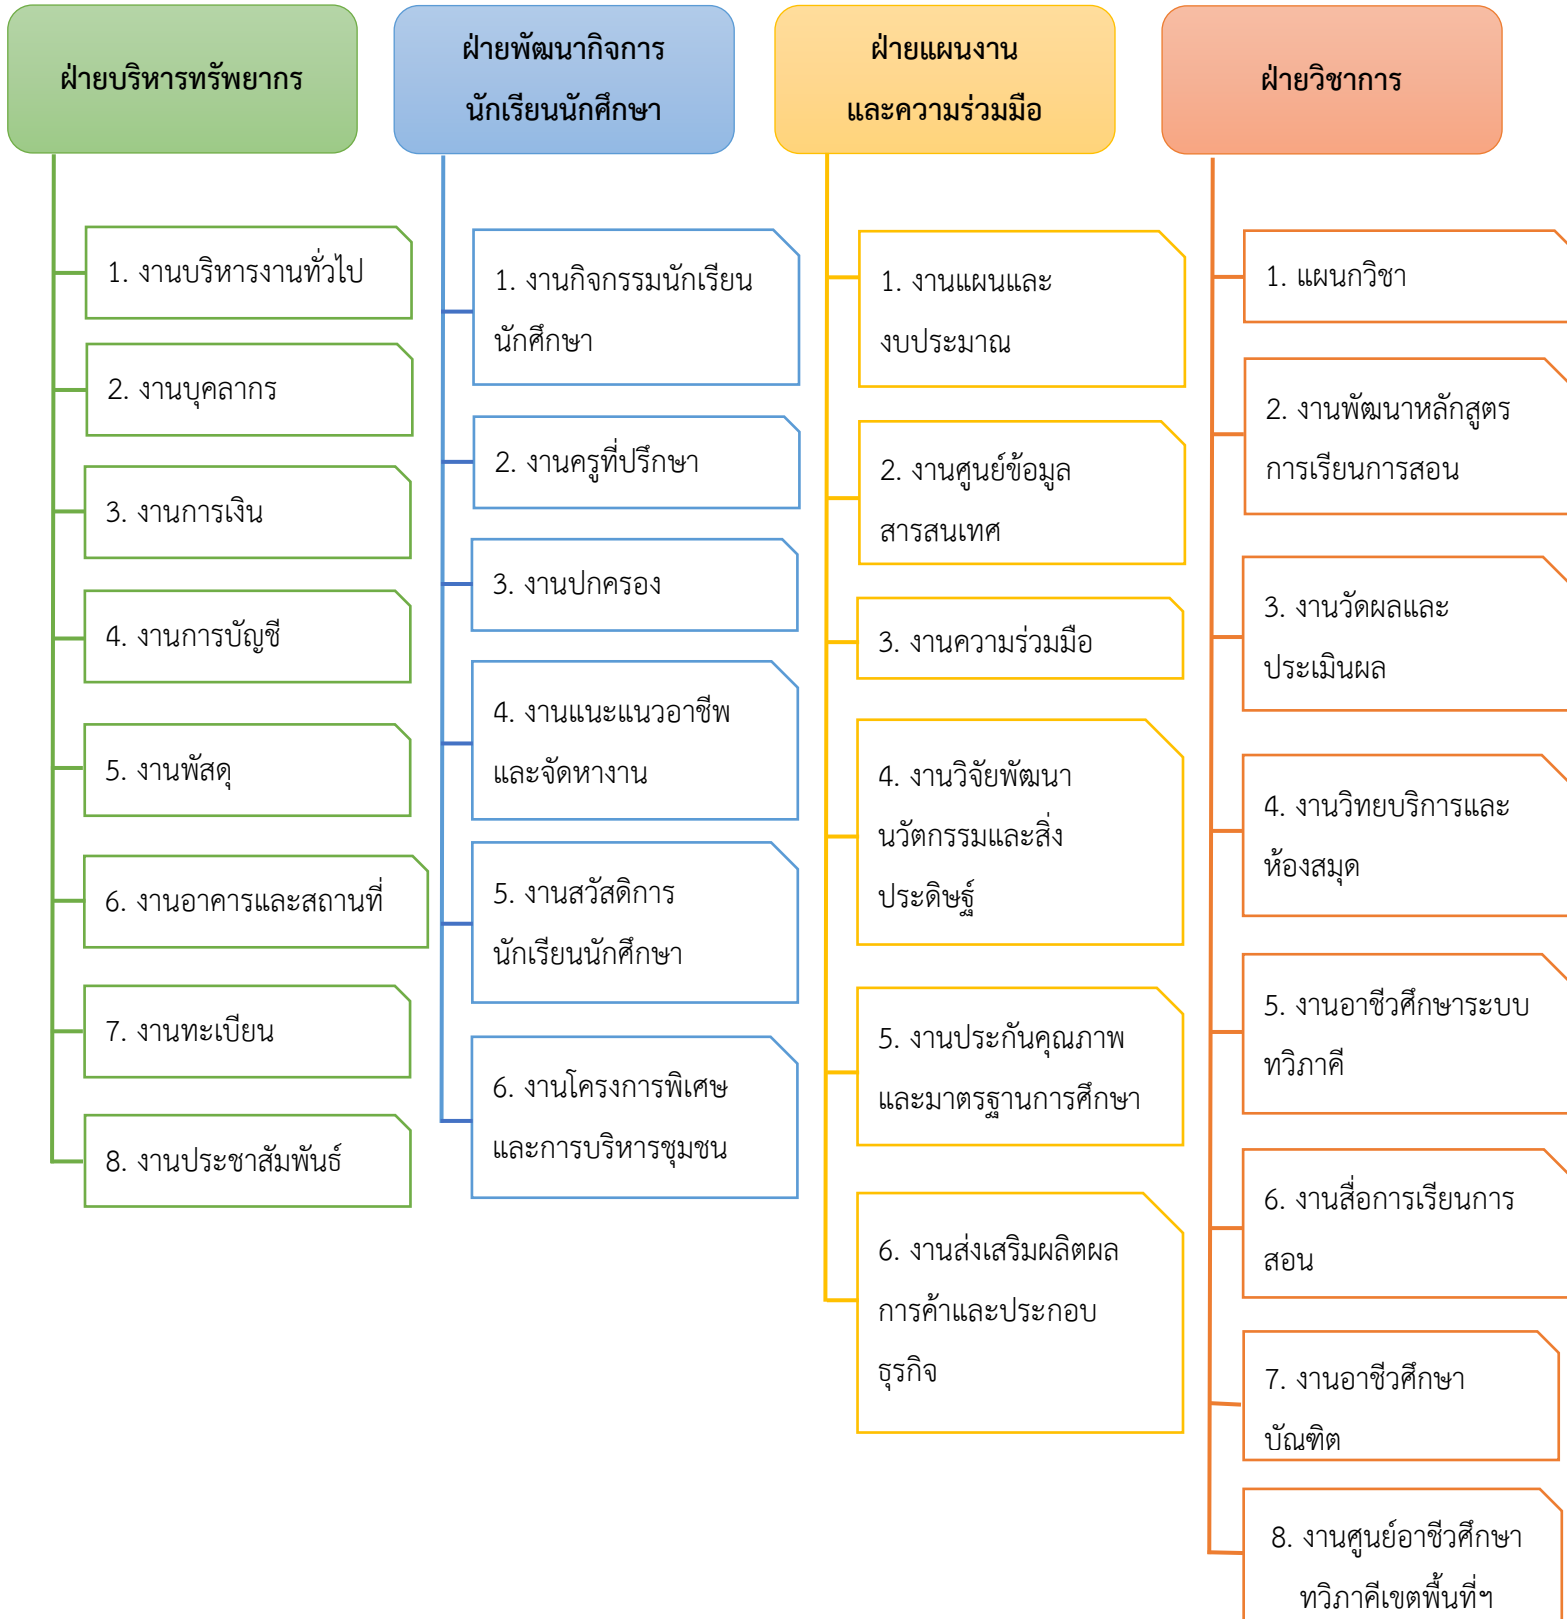 ฝ่ายบริหารทรัพยากร
1. งานบริหารงานทั่วไป
2. งานบุคลากร
3. งานการเงิน
4. งานการบัญชี
5. งานพัสดุ
6. งานอาคารและสถานที่
7. งานทะเบียน
8. งานประชาสัมพันธ์
ฝ่ายพัฒนากิจการ
นักเรียนนักศึกษา
1. งานกิจกรรมนักเรียน
นักศึกษา
2. งานครูที่ปรึกษา
3. งานปกครอง
4. งานแนะแนวอาชีพ
และจัดหางาน
5. งานสวัสดิการ
นักเรียนนักศึกษา
6. งานโครงการพิเศษ
และการบริหารชุมชน
ฝ่ายแผนงาน
และความร่วมมือ
1. งานแผนและ
งบประมาณ
2. งานศูนย์ข้อมูล
สารสนเทศ
3. งานความร่วมมือ
4. งานวิจัยพัฒนา
นวัตกรรมและสิ่ง
ประดิษฐ์
5. งานประกันคุณภาพ
และมาตรฐานการศึกษา
6. งานส่งเสริมผลิตผล
การค้าและประกอบ
ธุรกิจ
ฝ่ายวิชาการ
1. แผนกวิชา
2. งานพัฒนาหลักสูตร
การเรียนการสอน
3. งานวัดผลและ
ประเมินผล
4. งานวิทยบริการและ
ห้องสมุด
5. งานอาชีวศึกษาระบบ
ทวิภาคี
6. งานสื่อการเรียนการ
สอน
7. งานอาชีวศึกษา
บัณฑิต
8. งานศูนย์อาชีวศึกษา
ทวิภาคีเขตพื้นที่ฯ